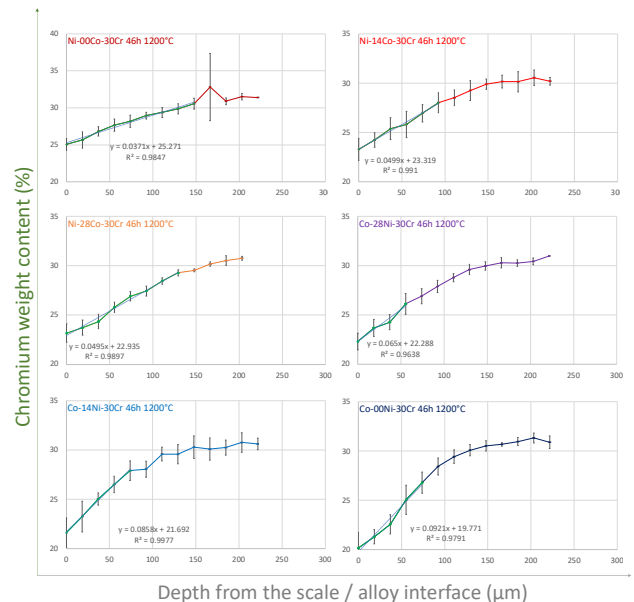 Chromium weight content (%)
Ni-00Co-30Cr 46h 1200°C
40
35
30
25
20
0 50 100 150 200 250 300
y = 0.0371x + 25.271
R² = 0.9847
Ni-14Co-30Cr 46h 1200°C
35
30
25
20
0 50 100 150 200 250 300
y = 0.0499x + 23.319
R² = 0.991
Ni-28Co-30Cr 46h 1200°C
35
30
25
20
0 50 100 150 200 250 300
y = 0.0495x + 22.935
R² = 0.9897
Co-28Ni-30Cr 46h 1200°C
35
30
25
20
0 50 100 150 200 250 300
y = 0.065x + 22.288
R² = 0.9638
Co-14Ni-30Cr 46h 1200°C
35
30
25
20
0 50 100 150 200 250 300
y = 0.0858x + 21.692
R² = 0.9977
Co-00Ni-30Cr 46h 1200°C
35
30
25
20
0 50 100 150 200 250 300
y = 0.0921x + 19.771
R² = 0.9791
Depth from the scale / alloy interface (µm)